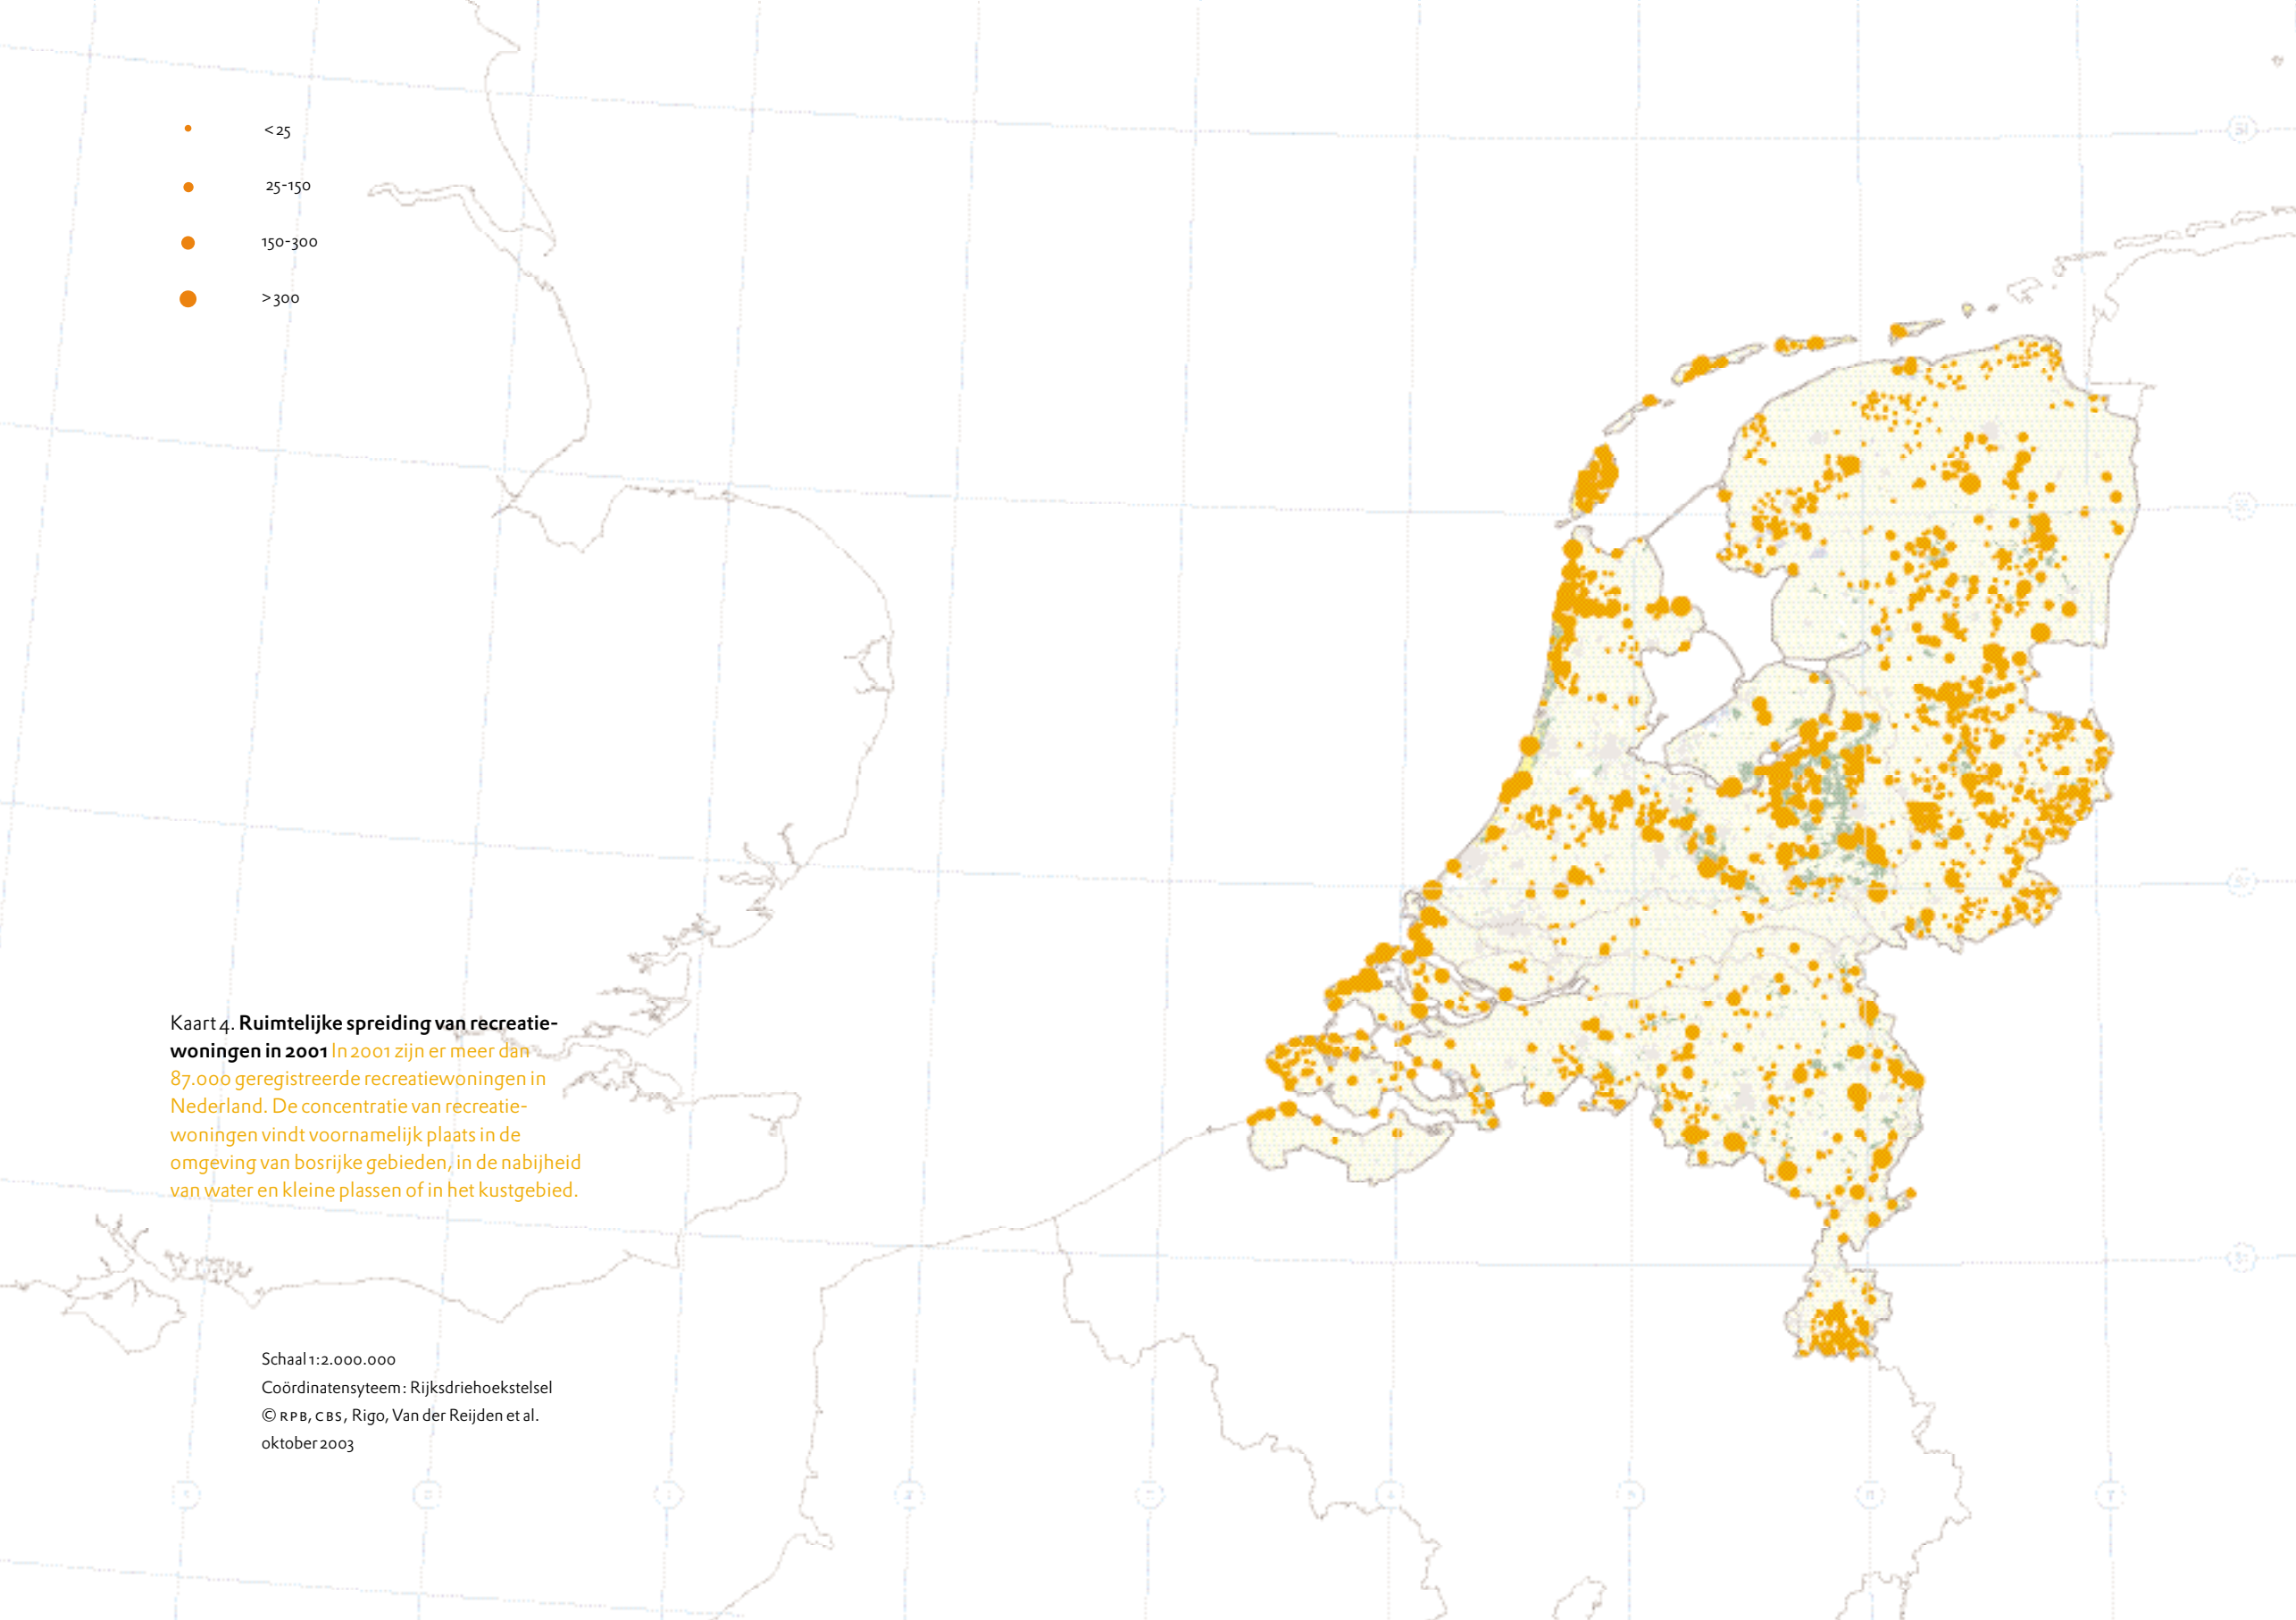 < 25
25-150
150-300
> 300
Kaart 4. Ruimtelijke spreiding van recreatie-
woningen in 2001 In 2001 zijn er meer dan
87.000 geregistreerde recreatiewoningen in
Nederland. De concentratie van recreatie-
woningen vindt voornamelijk plaats in de
omgeving van bosrijke gebieden, in de nabijheid
van water en kleine plassen of in het kustgebied.
Schaal 1:2.000.000
Coördinatensyteem: Rijksdriehoekstelsel
© RPB, CBS, Rigo, Van der Reijden et al.
oktober 2003